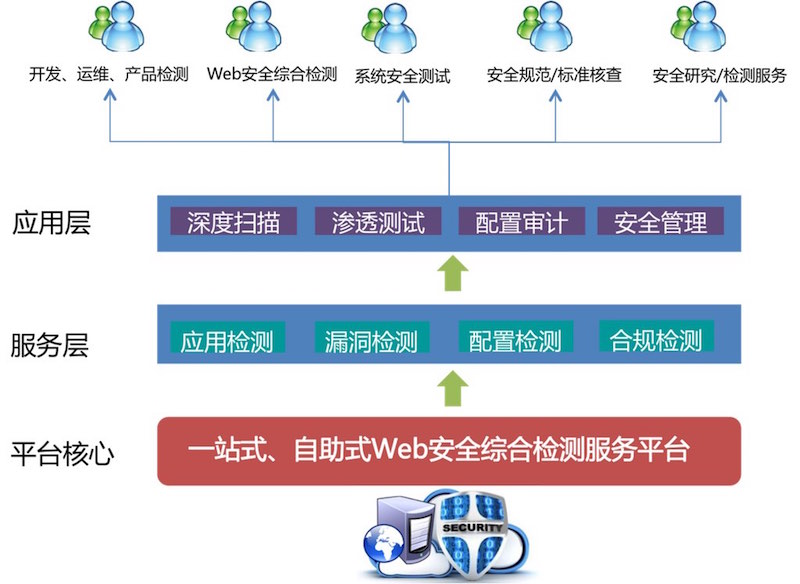 开发、运维、产品检测
Web安全综合检测
系统安全测试
安全规范/标准核查
安全研究/检测服务
应用层
深度扫描
渗透测试
配置审计
安全管理
服务层
应用检测
漏洞检测
配置检测
合规检测
平台核心
一站式、自助式Web安全综合检测服务平台
SECURITY